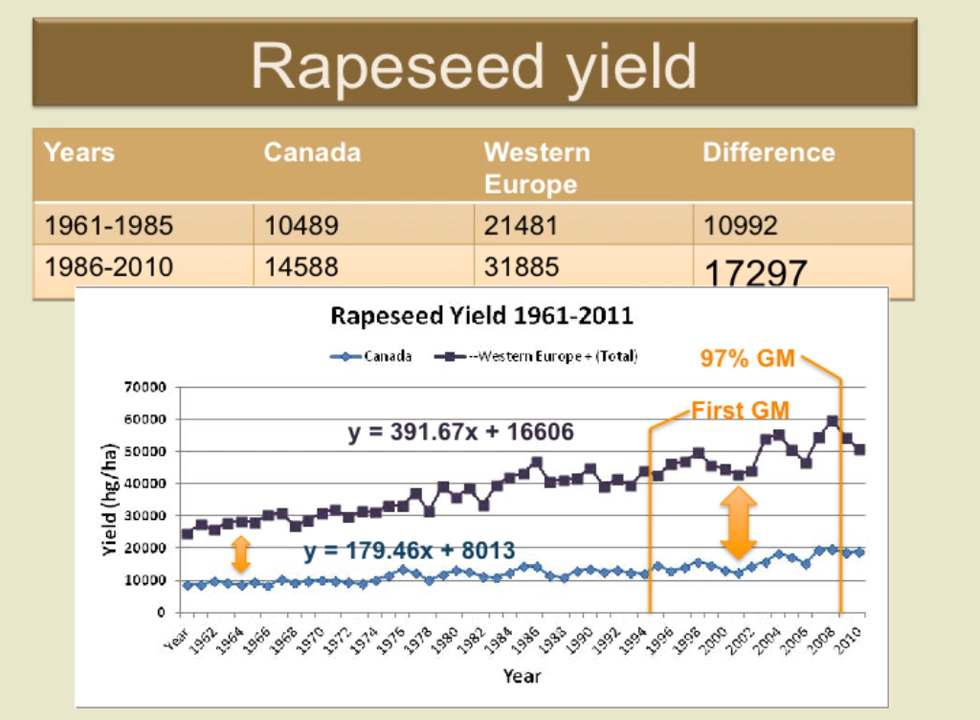 Rapeseed yield
Years Canada Western Europe Difference
1961-1985 10489 21481 10992
1986-2010 14588 31885 17297
Rapeseed Yield 1961-2011
Canada --Western Europe + (Total)
97% GM
First GM
y = 391.67x + 16606
y = 179.46x + 8013
Yield (hg/ha)
70000
60000
50000
40000
30000
20000
10000
0
Year 1962 1964 1966 1968 1970 1972 1974 1976 1978 1980 1982 1984 1986 1988 1990 1992 1994 1996 1998 2000 2002 2004 2006 2008 2010
Year